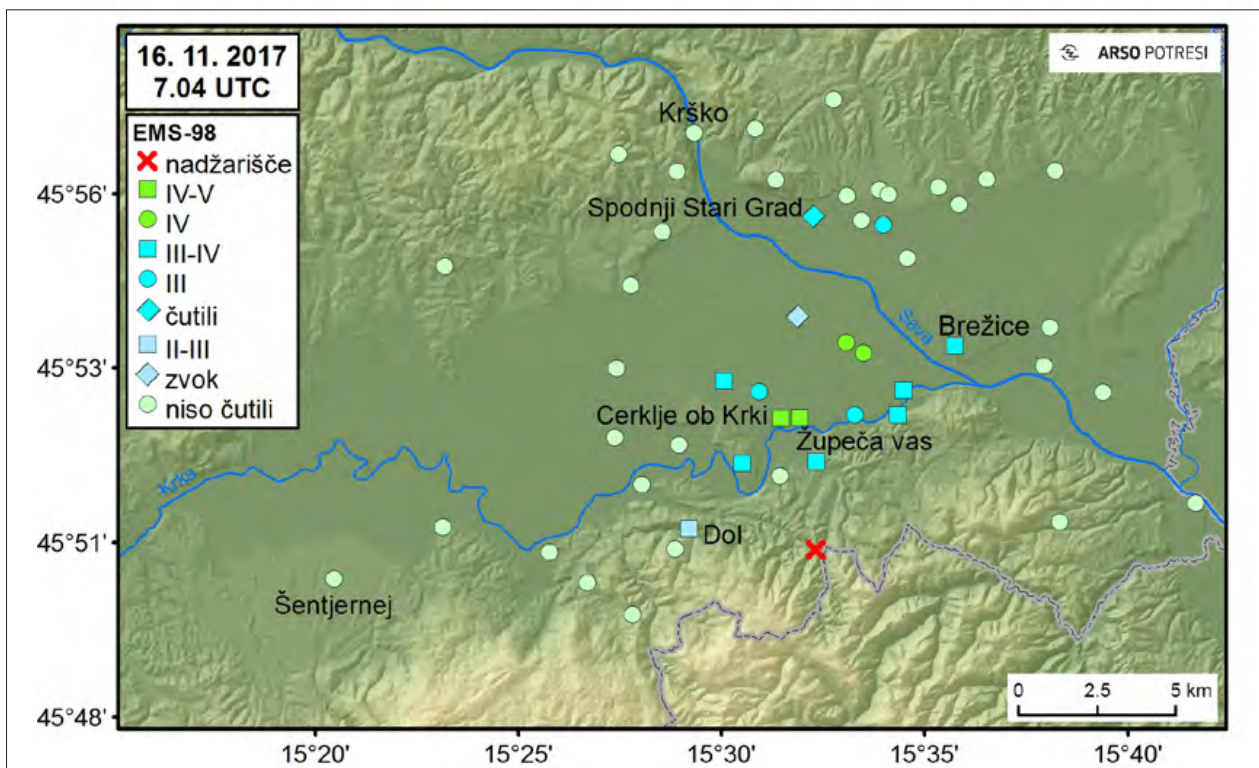 16. 11. 2017
7.04 UTC
ARSO POTRESI
EMS-98
nadžarišče
IV-V
IV
III-IV
III
čutili
II-III
zvok
niso čutili
Krško
Spodnji Stari Grad
Sava
Brežice
Cerklje ob Krki
Župeča vas
Krka
Dol
Šentjernej
45°56'
45°53'
45°51'
45°48'
0 2.5 5 km
15°20' 15°25' 15°30' 15°35' 15°40'